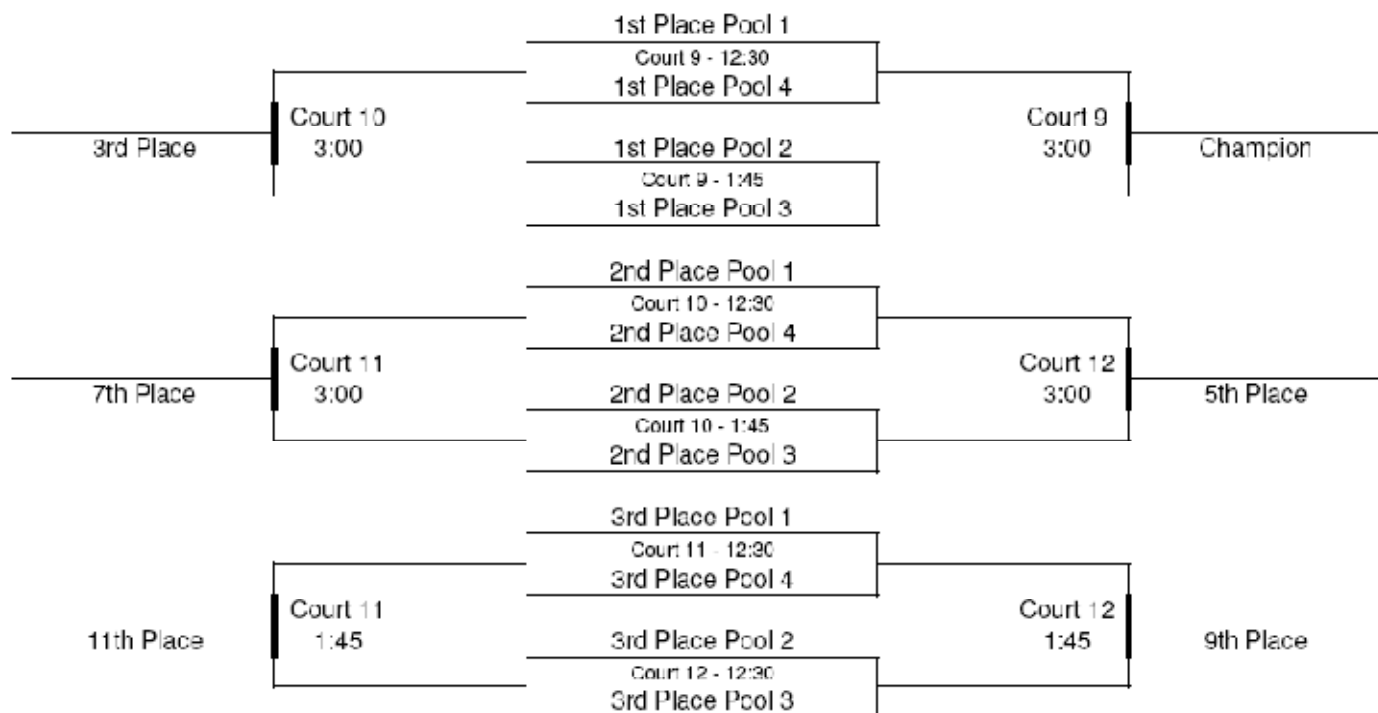 1st Place Pool 1
Court 9 - 12:30
1st Place Pool 4
Court 10
3:00
3rd Place
Court 9
3:00
Champion
1st Place Pool 2
Court 9 - 1:45
1st Place Pool 3
2nd Place Pool 1
Court 10 - 12:30
2nd Place Pool 4
Court 11
3:00
7th Place
Court 12
3:00
5th Place
2nd Place Pool 2
Court 10 - 1:45
2nd Place Pool 3
3rd Place Pool 1
Court 11 - 12:30
3rd Place Pool 4
Court 11
1:45
11th Place
Court 12
1:45
9th Place
3rd Place Pool 2
Court 12 - 12:30
3rd Place Pool 3